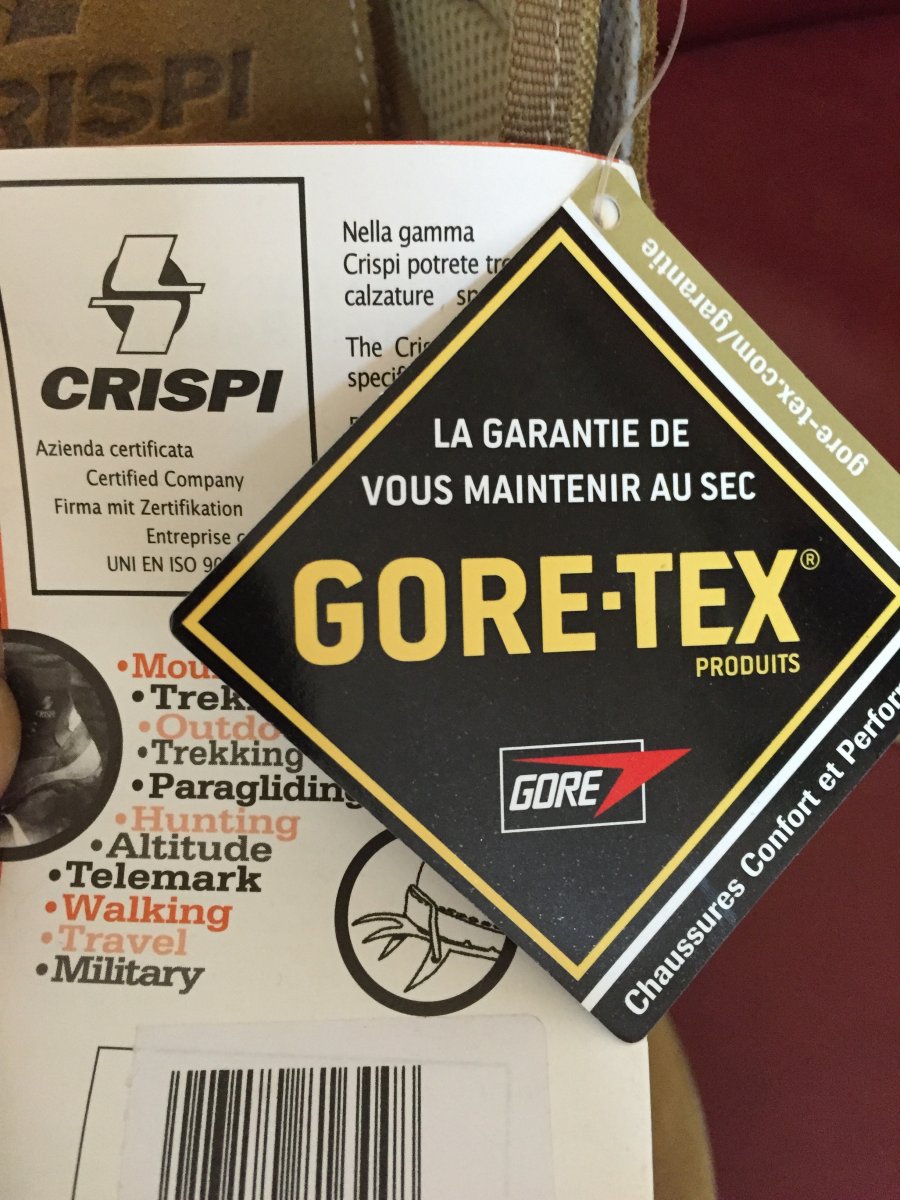 CRISPI
CRISPI
Azienda certificata
Certified Company
Firma mit Zertifikation
Entreprise
UNI EN ISO
Nella gamma
Crispi potrete
calzature
The
•Trekking
•Paragliding
•Hunting
•Altitude
•Telemark
•Walking
•Travel
•Military
gore-tex.com/garantie
LA GARANTIE DE
VOUS MAINTENIR AU SEC
GORE-TEX®
PRODUITS
GORE
Chaussures Confort et